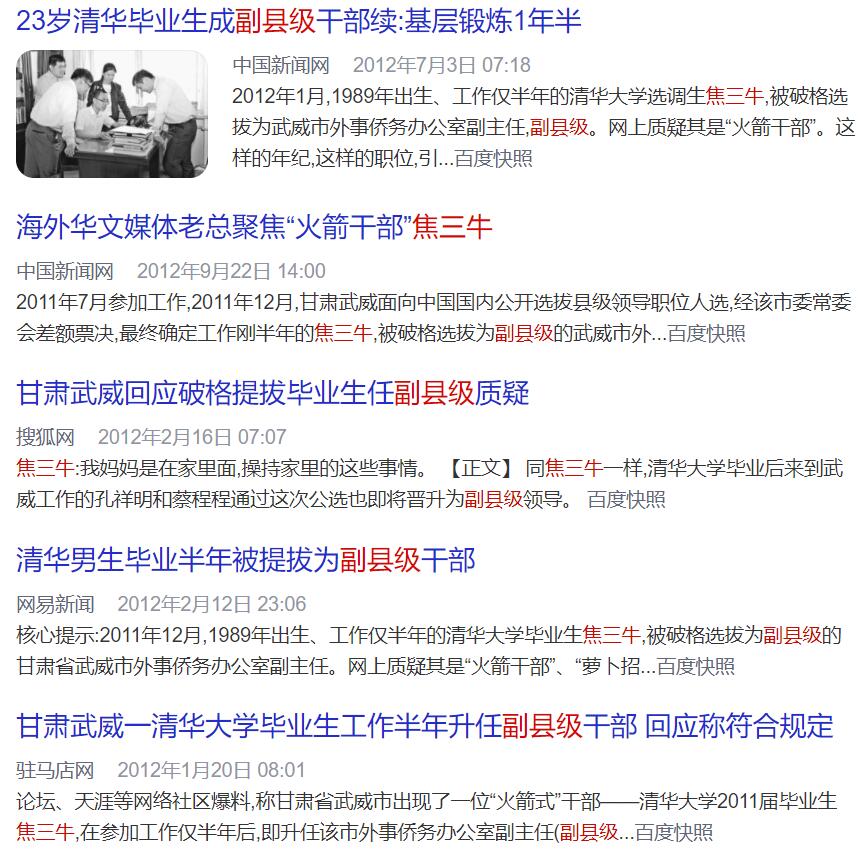 23岁清华毕业生成副县级干部续:基层锻炼1年半
中国新闻网 2012年7月3日 07:18
2012年1月,1989年出生、工作仅半年的清华大学选调生焦三牛,被破格选
拔为武威市外事侨务办公室副主任,副县级。网上质疑其是“火箭干部”。这
样的年纪,这样的职位,引...百度快照
海外华文媒体老总聚焦“火箭干部”焦三牛
中国新闻网 2012年9月22日 14:00
2011年7月参加工作,2011年12月,甘肃武威面向中国国内公开选拔县级领导职位人选,经该市委常委
会差额票决,最终确定工作刚半年的焦三牛,被破格选拔为副县级的武威市外...百度快照
甘肃武威回应破格提拔毕业生任副县级质疑
搜狐网 2012年2月16日 07:07
焦三牛:我妈妈是在家里面,操持家里的这些事情。 【正文】 同焦三牛一样,清华大学毕业后来到武
威工作的孔祥明和蔡程程通过这次公选也即将晋升为副县级领导。 百度快照
清华男生毕业半年被提拔为副县级干部
网易新闻 2012年2月12日 23:06
核心提示:2011年12月,1989年出生、工作仅半年的清华大学毕业生焦三牛,被破格选拔为副县级的
甘肃省武威市外事侨务办公室副主任。网上质疑其是“火箭干部”、“萝卜招...百度快照
甘肃武威一清华大学毕业生工作半年升任副县级干部 回应称符合规定
驻马店网 2012年1月20日 08:01
论坛、天涯等网络社区爆料,称甘肃省武威市出现了一位“火箭式”干部——清华大学2011届毕业生
焦三牛,在参加工作仅半年后,即升任该市外事侨务办公室副主任(副县级...百度快照